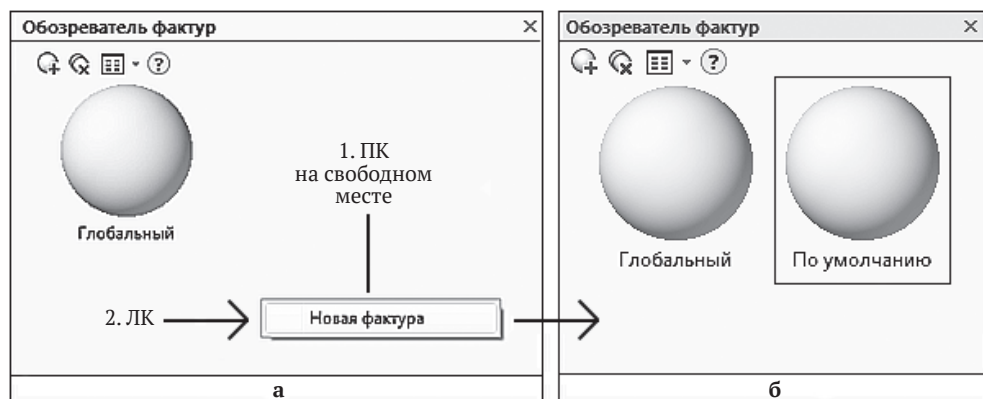 Обозреватель фактур
Глобальный
1. ПК
на свободном
месте
2. ЛК
Новая фактура
а
Обозреватель фактур
Глобальный
По умолчанию
б